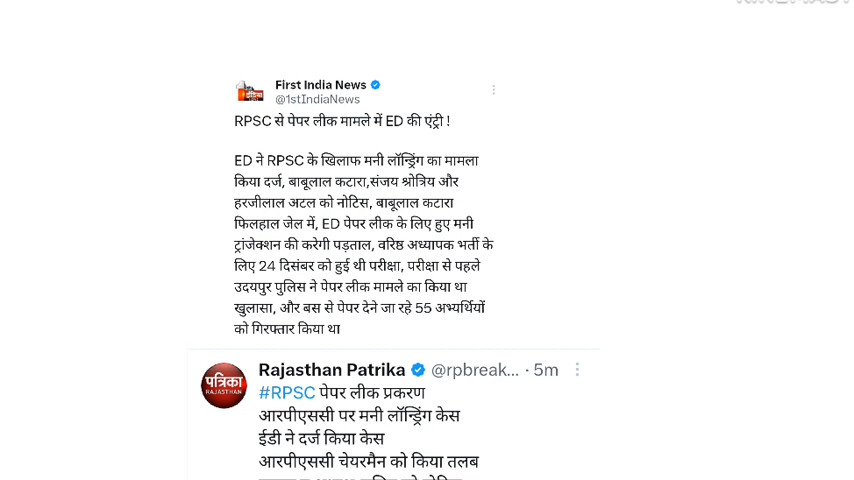 First India News
@1stIndiaNews
RPSC से पेपर लीक मामले में ED की एंट्री !
ED ने RPSC के खिलाफ मनी लॉन्ड्रिंग का मामला
किया दर्ज, बाबूलाल कटारा,संजय श्रोत्रिय और
हरजीलाल अटल को नोटिस, बाबूलाल कटारा
फिलहाल जेल में, ED पेपर लीक के लिए हुए मनी
ट्रांजेक्शन की करेगी पड़ताल, वरिष्ठ अध्यापक भर्ती के
लिए 24 दिसंबर को हुई थी परीक्षा, परीक्षा से पहले
उदयपुर पुलिस ने पेपर लीक मामले का किया था
खुलासा, और बस से पेपर देने जा रहे 55 अभ्यर्थियों
को गिरफ्तार किया था
पत्रिका
RAJASTHAN
Rajasthan Patrika @rpbreak... · 5m
#RPSC पेपर लीक प्रकरण
आरपीएससी पर मनी लॉन्ड्रिंग केस
ईडी ने दर्ज किया केस
आरपीएससी चेयरमैन को किया तलब